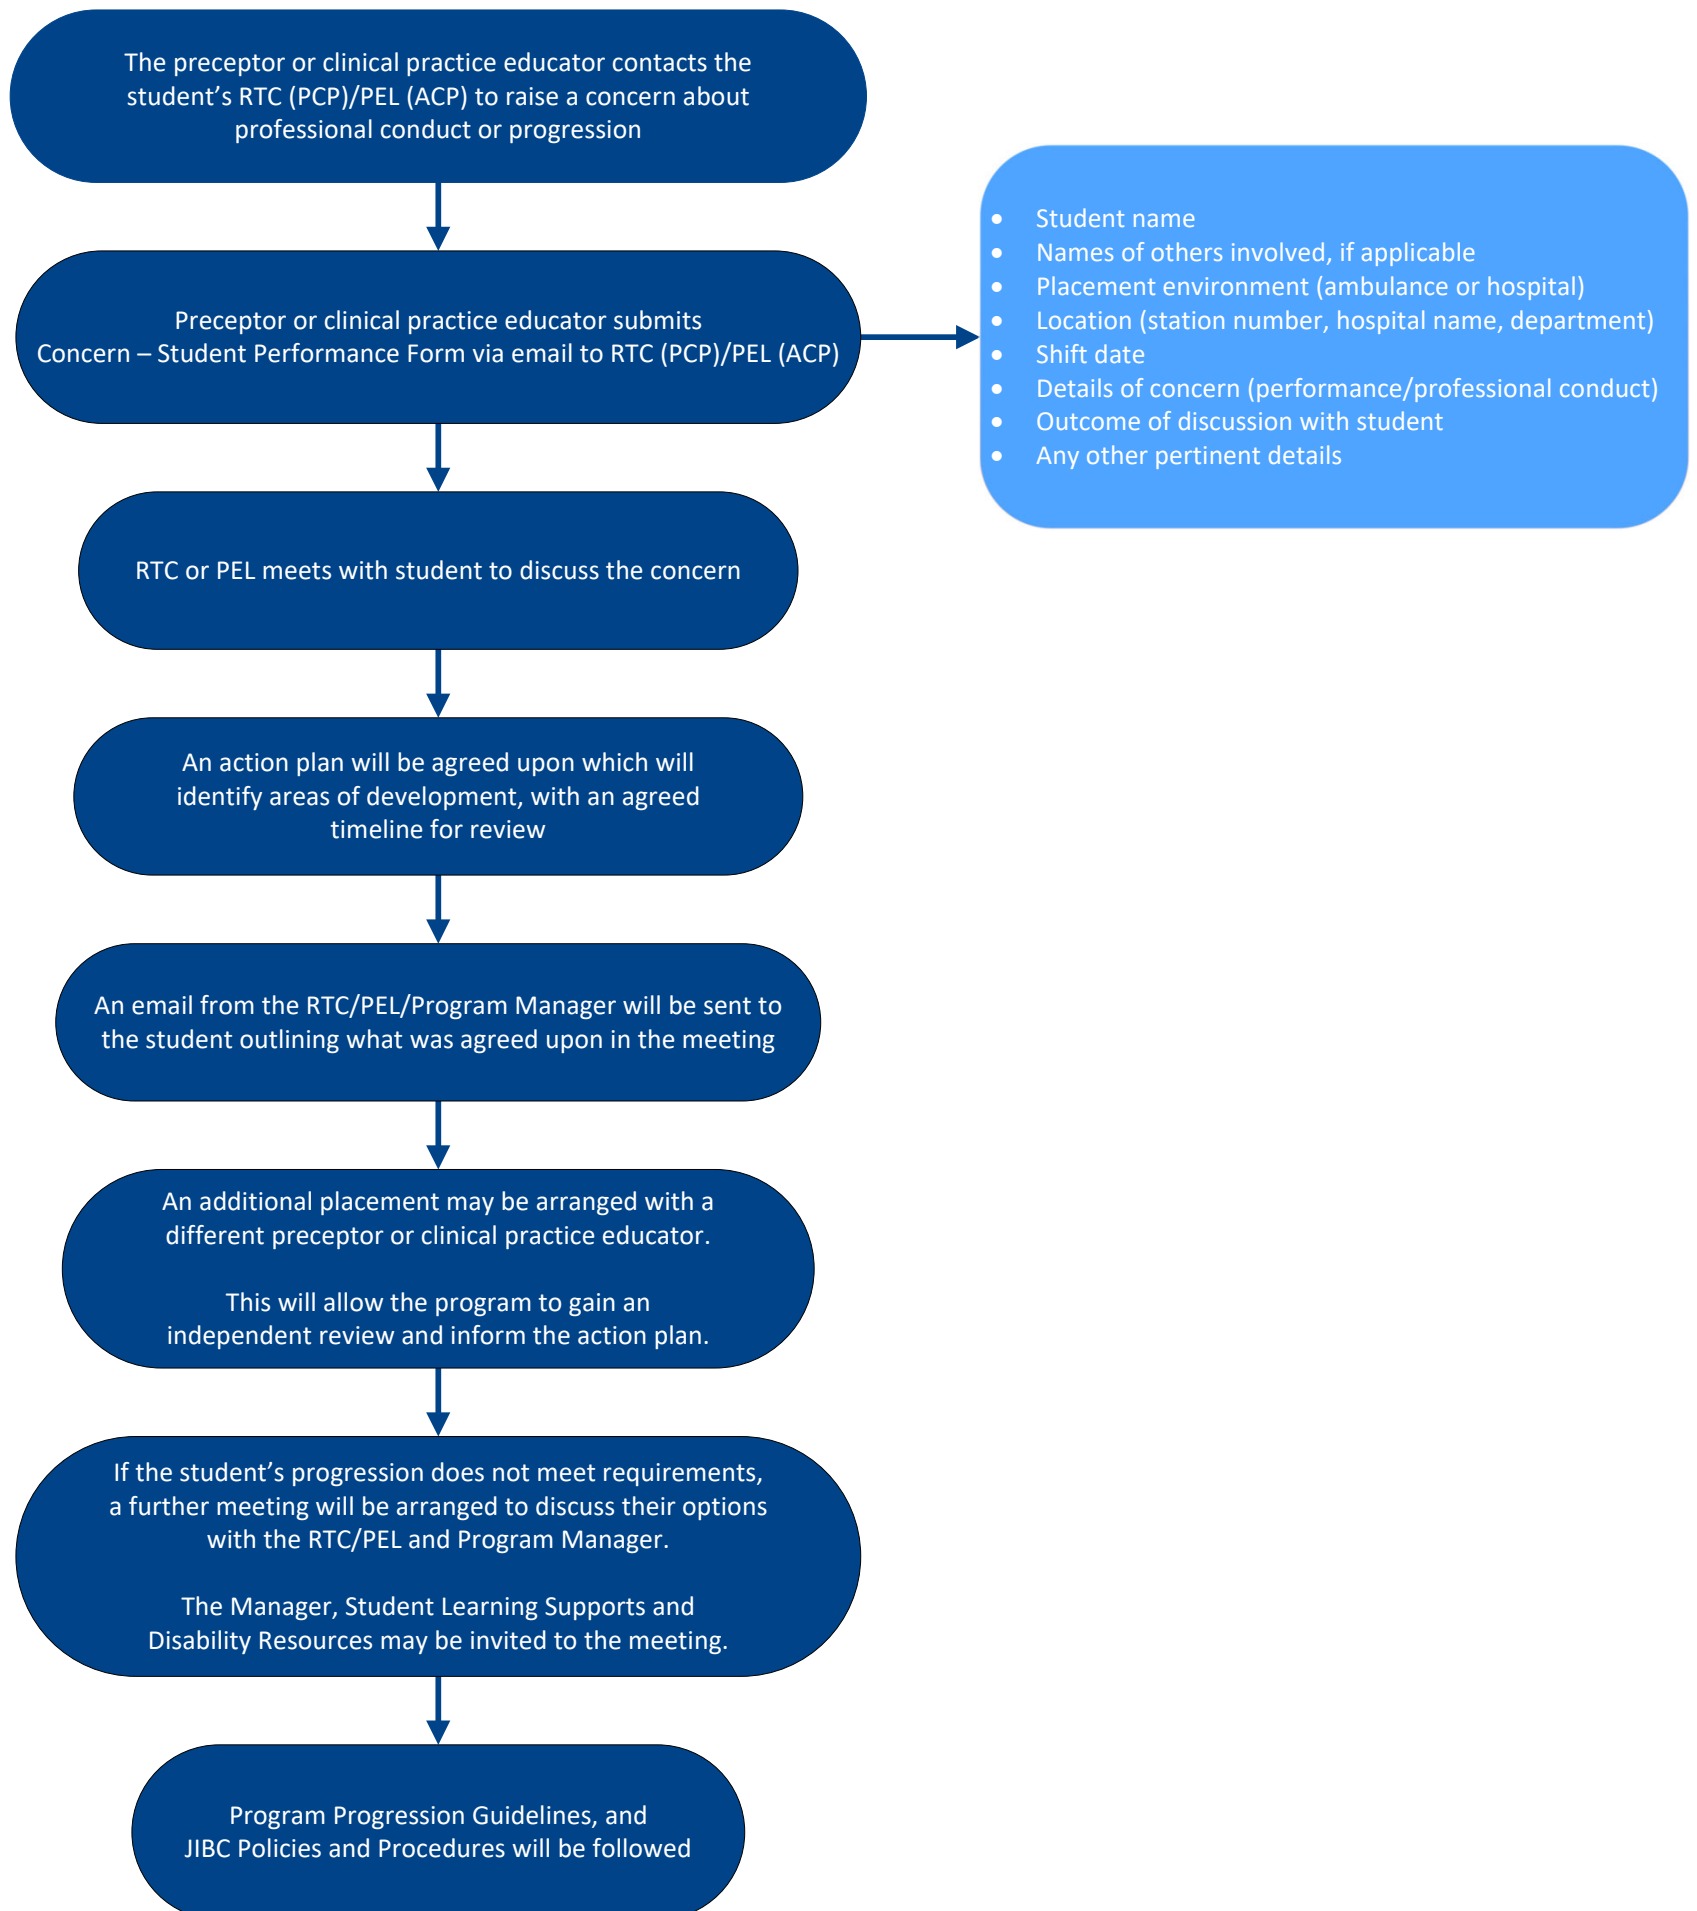 The preceptor or clinical practice educator contacts the
student’s RTC (PCP)/PEL (ACP) to raise a concern about
professional conduct or progression
Preceptor or clinical practice educator submits
Concern – Student Performance Form via email to RTC (PCP)/PEL (ACP)
• Student name
• Names of others involved, if applicable
• Placement environment (ambulance or hospital)
• Location (station number, hospital name, department)
• Shift date
• Details of concern (performance/professional conduct)
• Outcome of discussion with student
• Any other pertinent details
RTC or PEL meets with student to discuss the concern
An action plan will be agreed upon which will
identify areas of development, with an agreed
timeline for review
An email from the RTC/PEL/Program Manager will be sent to
the student outlining what was agreed upon in the meeting
An additional placement may be arranged with a
different preceptor or clinical practice educator.
This will allow the program to gain an
independent review and inform the action plan.
If the student’s progression does not meet requirements,
a further meeting will be arranged to discuss their options
with the RTC/PEL and Program Manager.
The Manager, Student Learning Supports and
Disability Resources may be invited to the meeting.
Program Progression Guidelines, and
JIBC Policies and Procedures will be followed